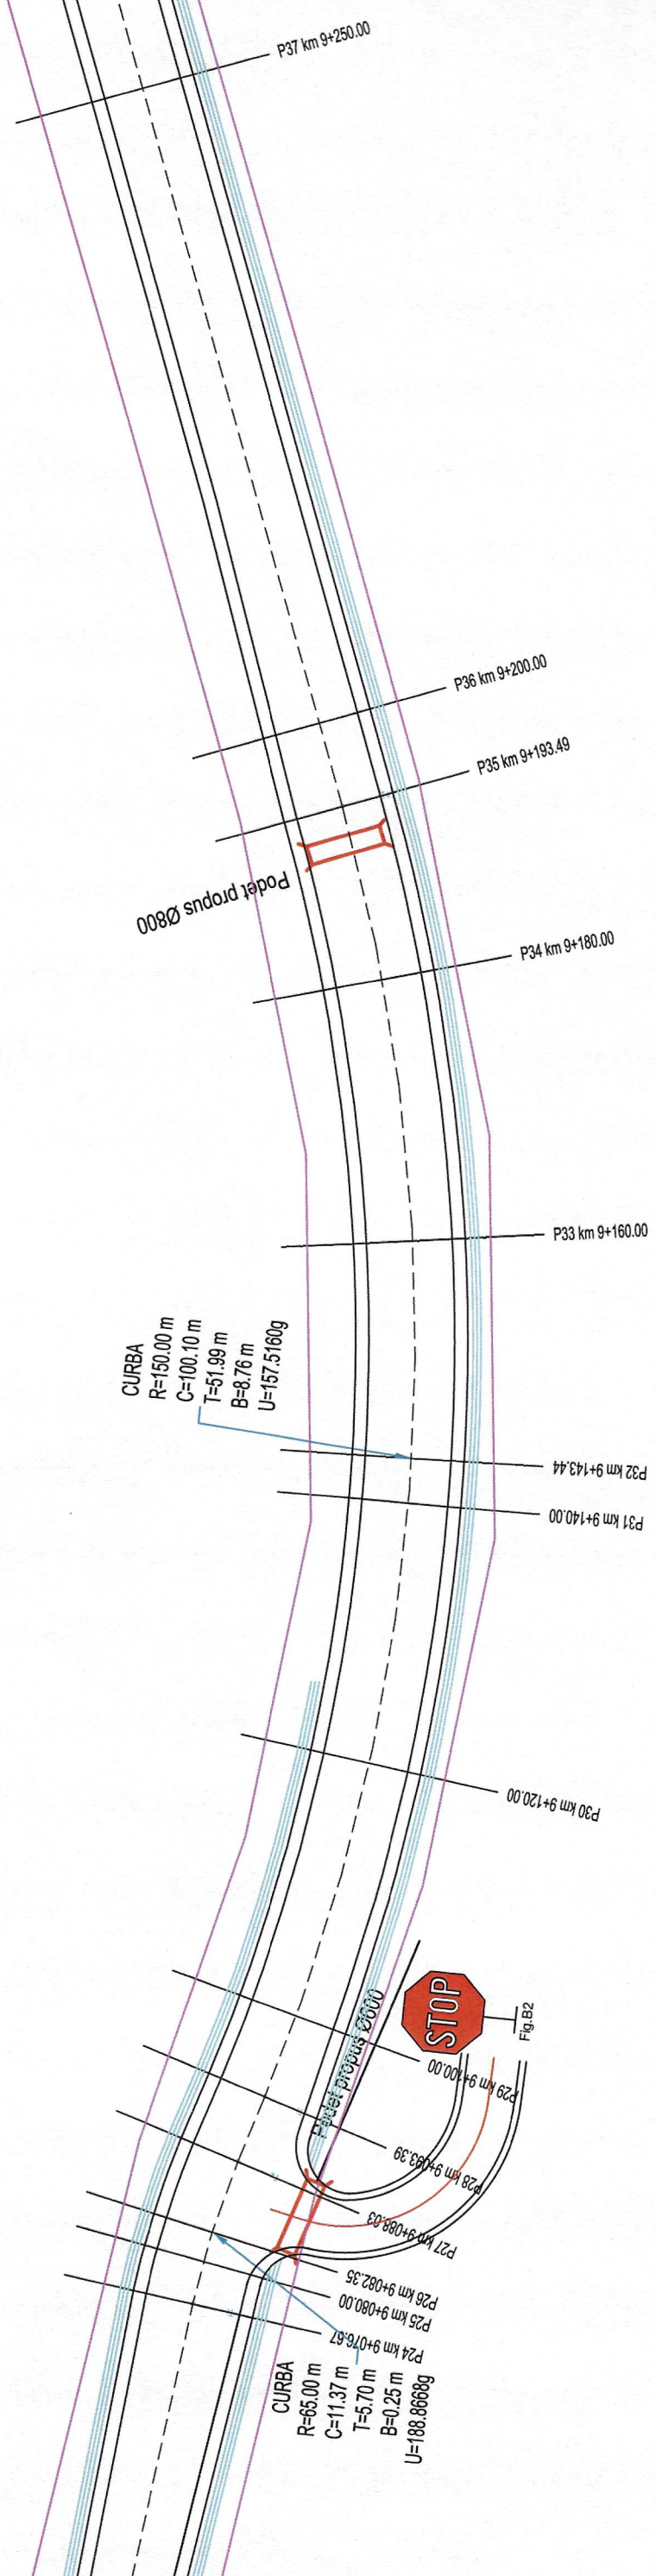 P37 km 9+250.00
P36 km 9+200.00
P35 km 9+193.49
Podet propus Ø800
P34 km 9+180.00
P33 km 9+160.00
CURBA
R=150.00 m
C=100.10 m
T=51.99 m
B=8.76 m
U=157.5160g
P32 km 9+143.44
P31 km 9+140.00
P30 km 9+120.00
STOP
Fig.B2
Podet propus Ø600
P29 km 9+100.00
P28 km 9+093.39
P27 km 9+088.03
P26 km 9+082.35
P25 km 9+080.00
P24 km 9+076.67
CURBA
R=65.00 m
C=11.37 m
T=5.70 m
B=0.25 m
U=188.8668g